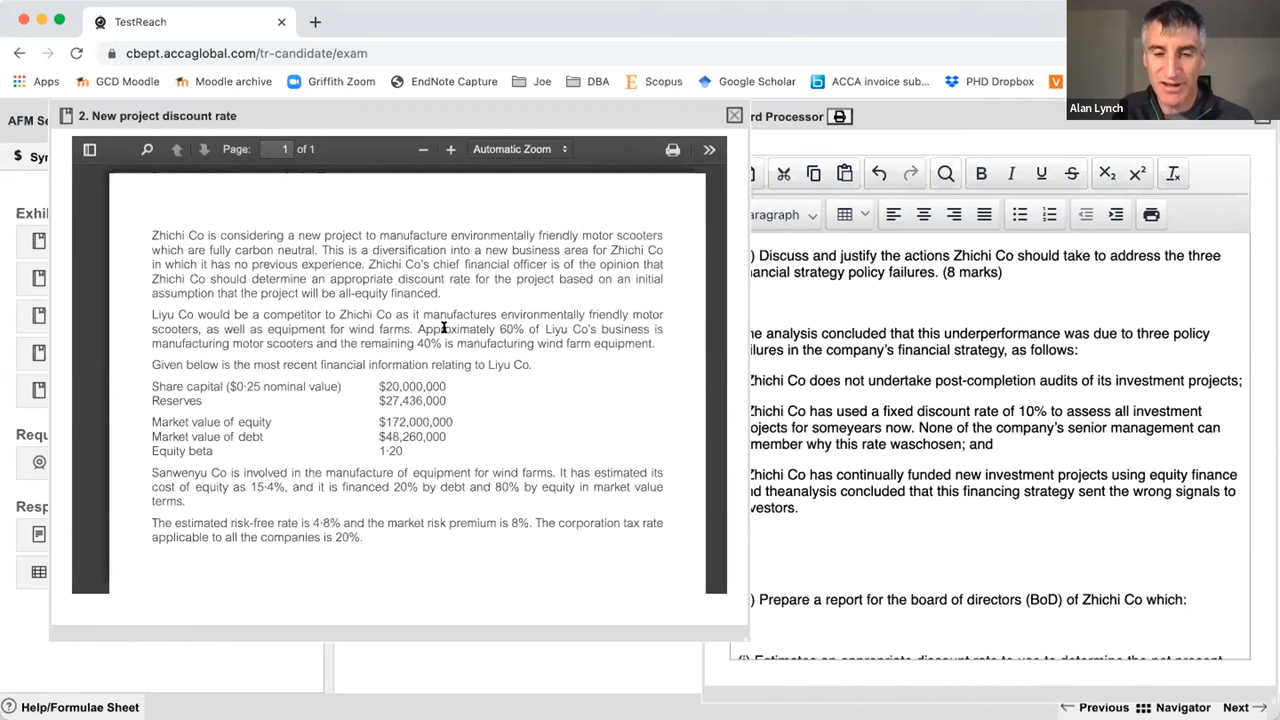 TestReach
cbept.accaglobal.com/tr-candidate/exam
Apps GCD Moodle Moodle archive Griffith Zoom EndNote Capture Joe DBA Scopus Google Scholar ACCA invoice sub... PHD Dropbox
Alan Lynch
AFM Se
2. New project discount rate
rd Processor
Syn
Page: 1 of 1
Automatic Zoom
Exhil
Requ
Resp
Zhichi Co is considering a new project to manufacture environmentally friendly motor scooters
which are fully carbon neutral. This is a diversification into a new business area for Zhichi Co
in which it has no previous experience. Zhichi Co's chief financial officer is of the opinion that
Zhichi Co should determine an appropriate discount rate for the project based on an initial
assumption that the project will be all-equity financed.
Liyu Co would be a competitor to Zhichi Co as it manufactures environmentally friendly motor
scooters, as well as equipment for wind farms. Approximately 60% of Liyu Co's business is
manufacturing motor scooters and the remaining 40% is manufacturing wind farm equipment.
Given below is the most recent financial information relating to Liyu Co.
Share capital ($0·25 nominal value) $20,000,000
Reserves $27,436,000
Market value of equity $172,000,000
Market value of debt $48,260,000
Equity beta 1·20
Sanwenyu Co is involved in the manufacture of equipment for wind farms. It has estimated its
cost of equity as 15·4%, and it is financed 20% by debt and 80% by equity in market value
terms.
The estimated risk-free rate is 4·8% and the market risk premium is 8%. The corporation tax rate
applicable to all the companies is 20%.
aragraph
) Discuss and justify the actions Zhichi Co should take to address the three
ancial strategy policy failures. (8 marks)
he analysis concluded that this underperformance was due to three policy
ilures in the company's financial strategy, as follows:
Zhichi Co does not undertake post-completion audits of its investment projects;
Zhichi Co has used a fixed discount rate of 10% to assess all investment
ojects for someyears now. None of the company's senior management can
member why this rate waschosen; and
Zhichi Co has continually funded new investment projects using equity finance
nd theanalysis concluded that this financing strategy sent the wrong signals to
vestors.
) Prepare a report for the board of directors (BoD) of Zhichi Co which:
(i) Estimates an appropriate discount rate to use to determine the net present
Help/Formulae Sheet
Previous Navigator Next